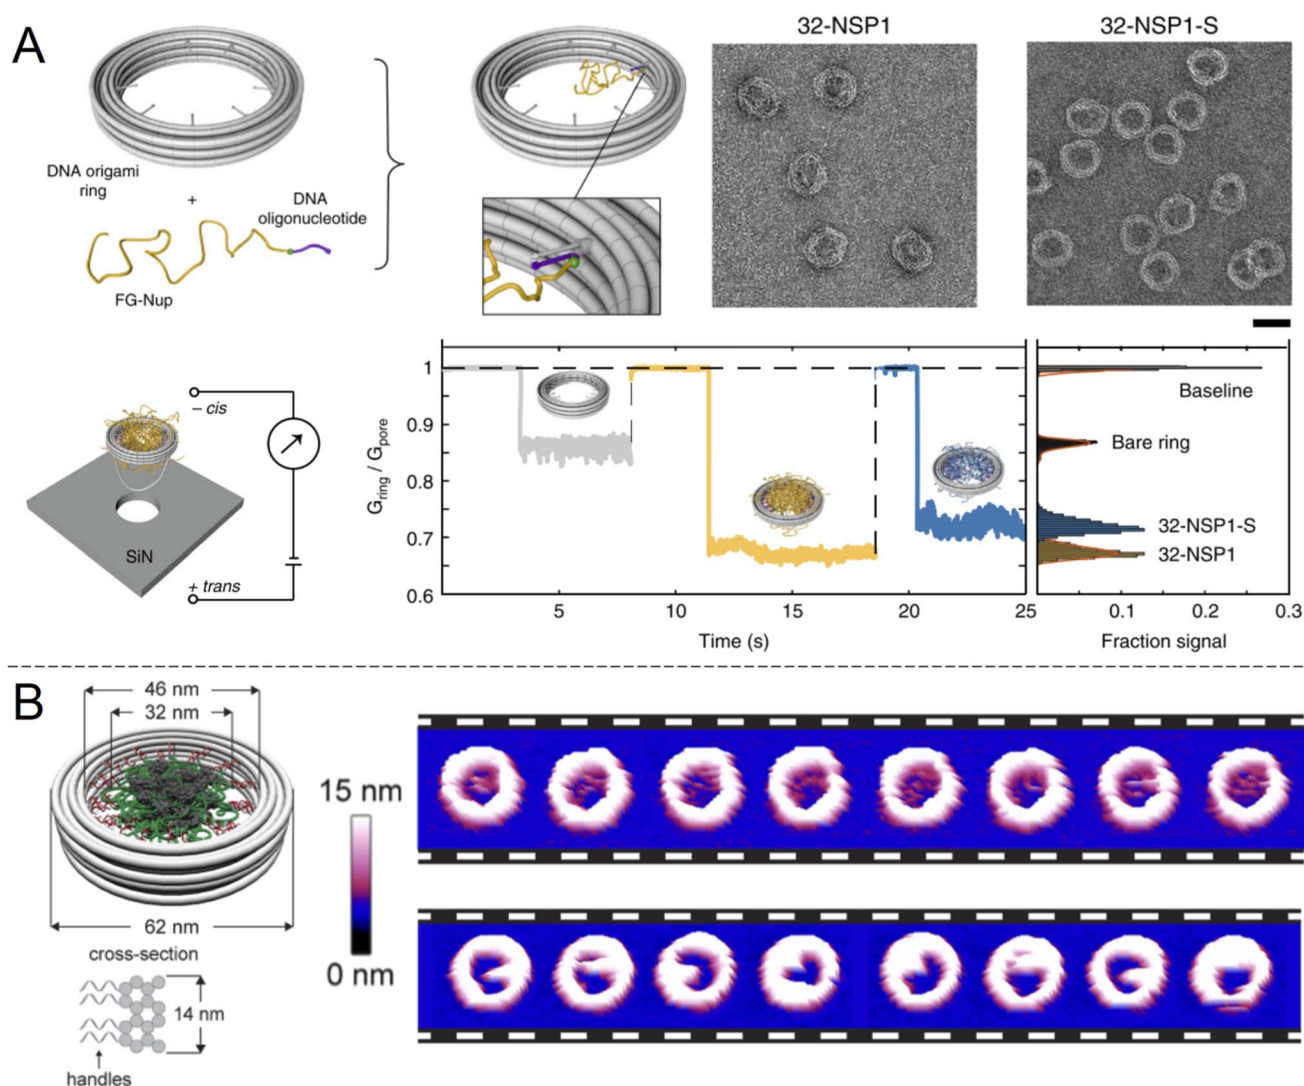 A
32-NSP1
32-NSP1-S
DNA origami
ring
+
DNA
oligonucleotide
FG-Nup
– cis
SiN
+ trans
1
0.9
0.8
0.7
0.6
G_ring / G_pore
5
10
15
20
25
Time (s)
Baseline
Bare ring
32-NSP1-S
32-NSP1
0.1
0.2
0.3
Fraction signal
B
46 nm
32 nm
62 nm
cross-section
14 nm
handles
15 nm
0 nm